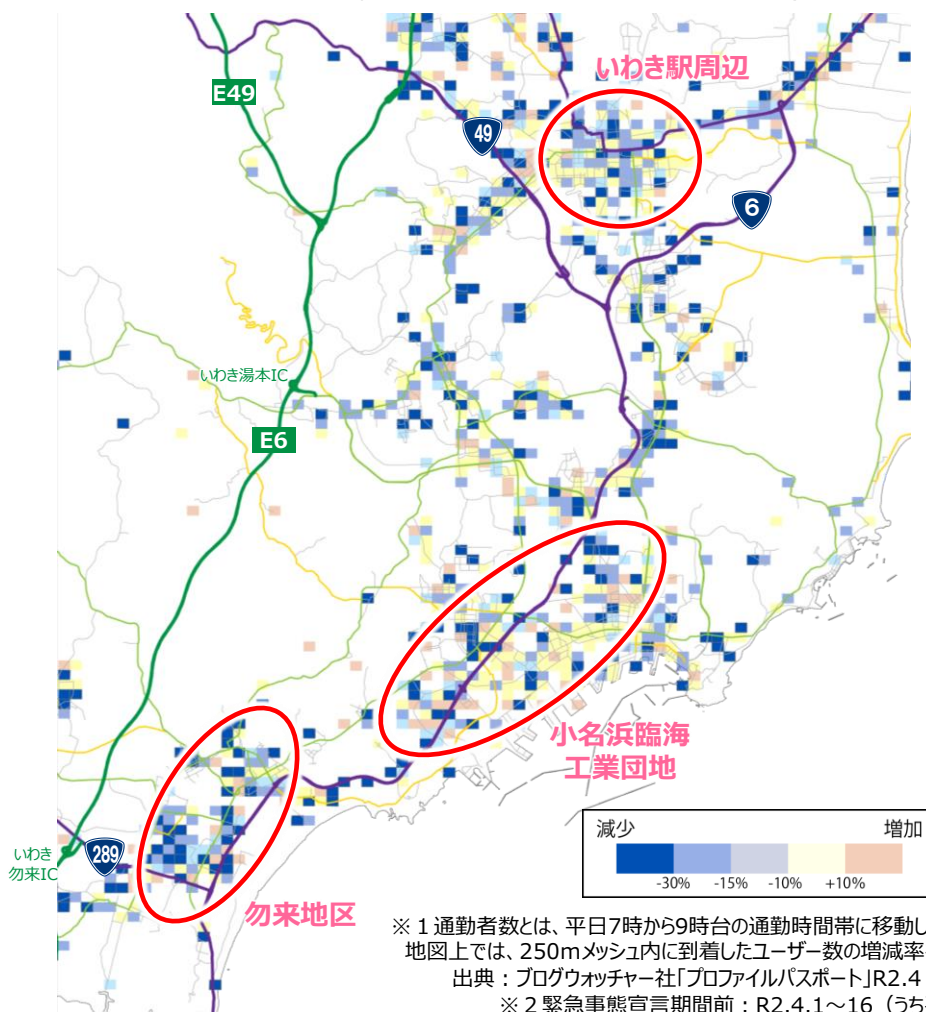 いわき駅周辺
E49
49
6
いわき湯本IC
E6
小名浜臨海
工業団地
減少 増加
-30% -15% -10% +10%
いわき
勿来IC
289
勿来地区
※1通勤者数とは、平日7時から9時台の通勤時間帯に移動し
地図上では、250mメッシュ内に到着したユーザー数の増減率
出典:ブログウォッチャー社「プロファイルパスポート」R2.4
※2緊急事態宣言期間前:R2.4.1~16(うち